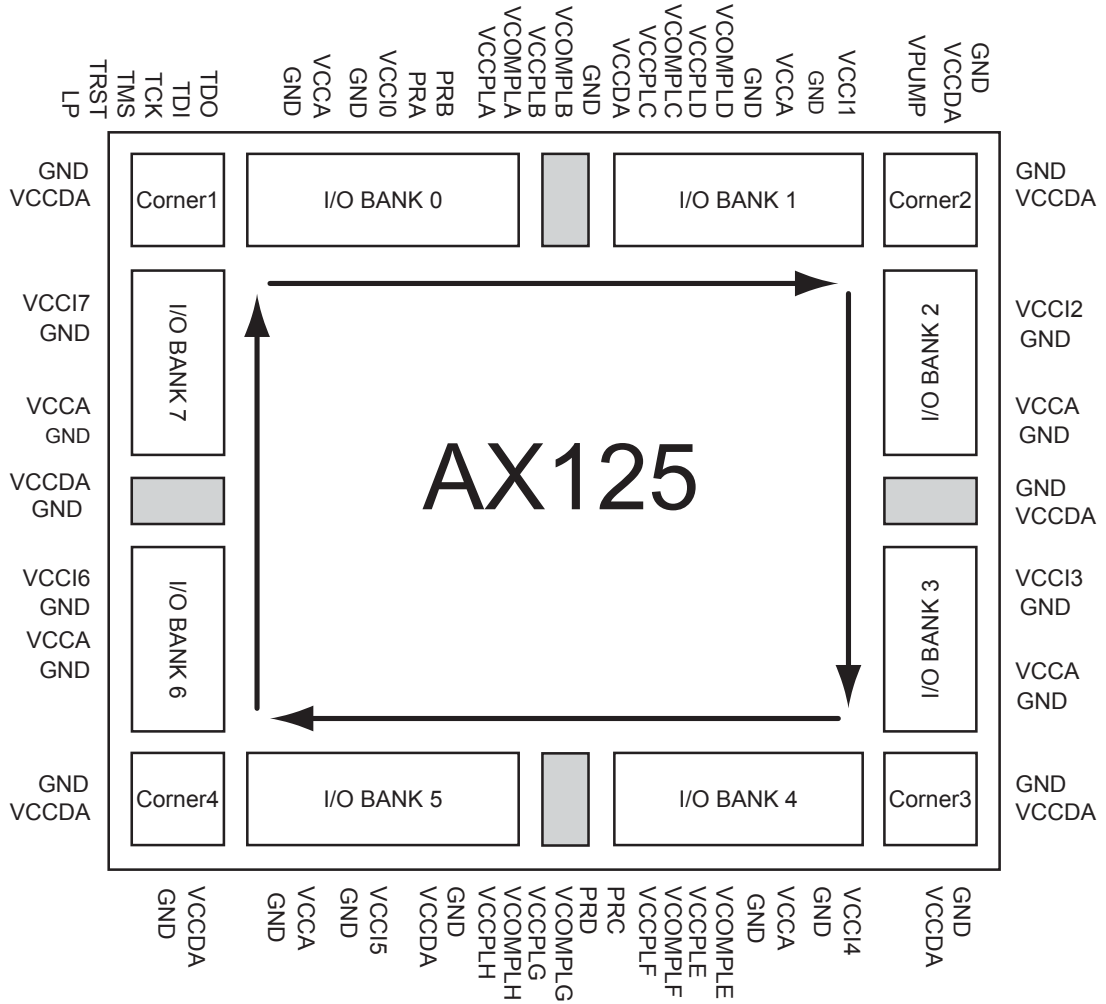 LP
TRST
TMS
TCK
TDI
TDO
GND
VCCA
GND
VCCI0
PRA
PRB
VCCPLA
VCOMPLA
VCCPLB
VCOMPLB
GND
VCCDA
VCCPLC
VCOMPLC
VCCPLD
VCOMPLD
GND
VCCA
GND
VCCI1
VPUMP
VCCDA
GND
GND
VCCDA
Corner1
I/O BANK 0
I/O BANK 1
Corner2
GND
VCCDA
VCCI7
GND
VCCA
GND
I/O BANK 7
I/O BANK 2
VCCI2
GND
VCCA
GND
AX125
VCCDA
GND
GND
VCCDA
VCCI6
GND
VCCA
GND
I/O BANK 6
I/O BANK 3
VCCI3
GND
VCCA
GND
GND
VCCDA
Corner4
I/O BANK 5
I/O BANK 4
Corner3
GND
VCCDA
GND
VCCDA
GND
VCCA
GND
VCCI5
VCCDA
GND
VCCPLH
VCOMPLH
VCCPLG
VCOMPLG
PRD
PRC
VCCPLF
VCOMPLF
VCCPLE
VCOMPLE
GND
VCCA
GND
VCCI4
VCCDA
GND